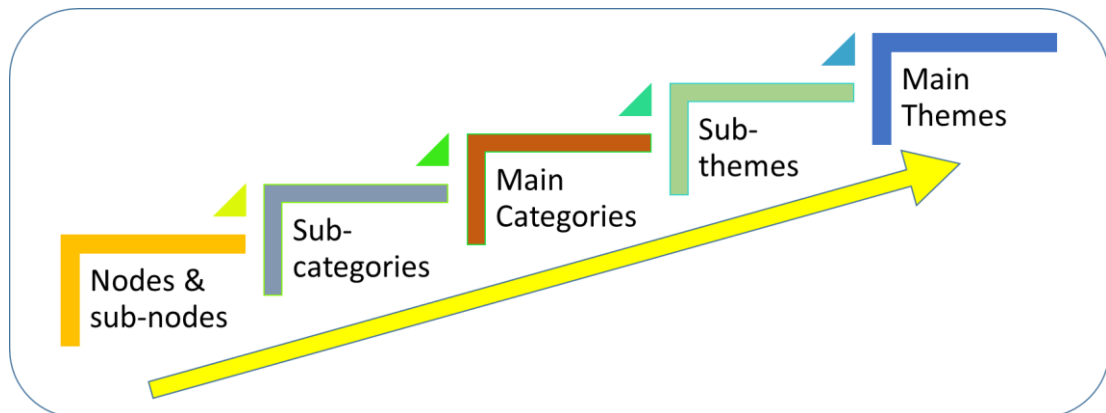 Nodes &
sub-nodes
Sub-
categories
Main
Categories
Sub-
themes
Main
Themes